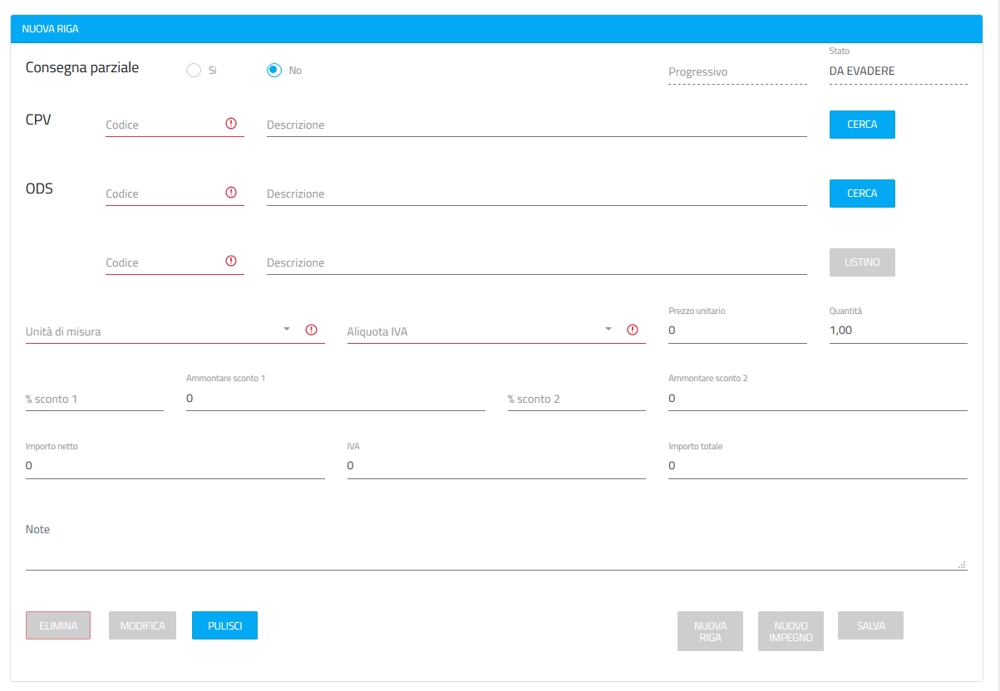 NUOVA RIGA
Stato
Consegna parziale Si No Progressivo DA EVADERE
CPV Codice Descrizione CERCA
ODS Codice Descrizione CERCA
Codice Descrizione LISTINO
Prezzo unitario Quantità
Unità di misura Aliquota IVA 0 1,00
Ammontare sconto 1 Ammontare sconto 2
% sconto 1 0 % sconto 2 0
Importo netto IVA Importo totale
0 0 0
Note
ELIMINA MODIFICA PULISCI NUOVA RIGA NUOVO IMPEGNO SALVA